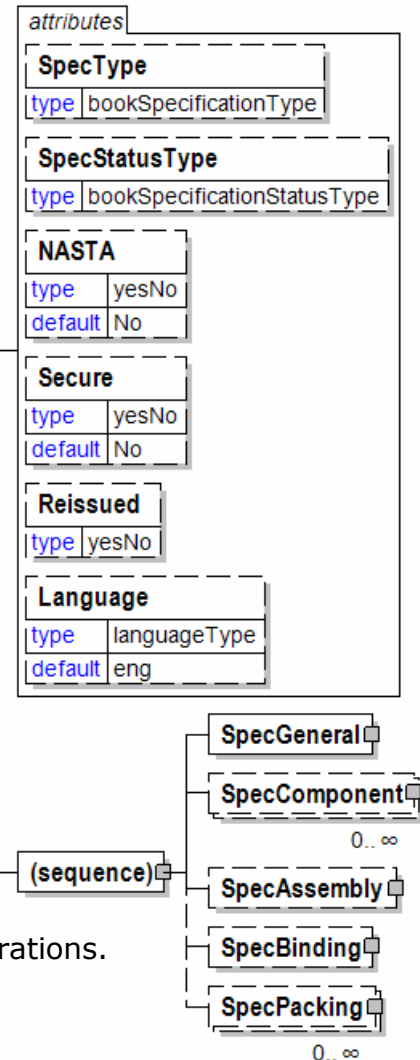 attributes
SpecType
type bookSpecificationType
SpecStatusType
type bookSpecificationStatusType
NASTA
type yesNo
default No
Secure
type yesNo
default No
Reissued
type yesNo
Language
type languageType
default eng
SpecGeneral
SpecComponent
0.. ∞
(sequence)
SpecAssembly
rations.
SpecBinding
SpecPacking
0.. ∞